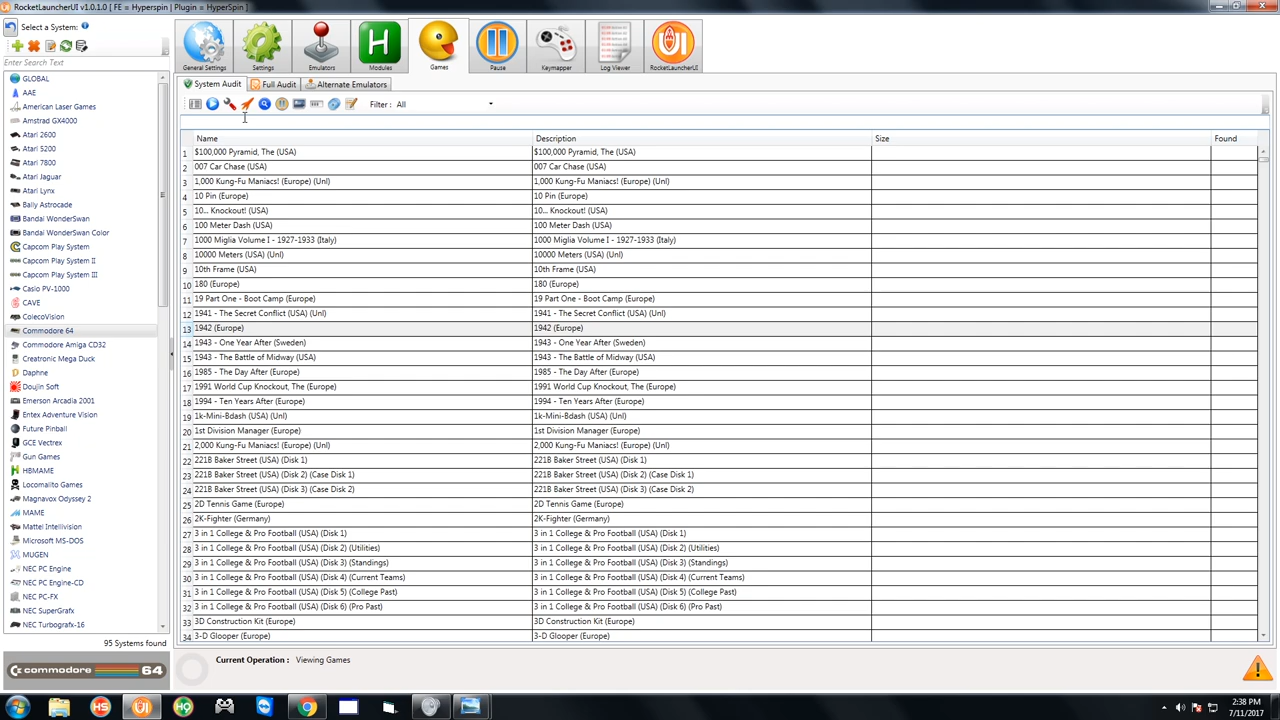 RocketLauncherUI v1.0.1.0 [ FE = Hyperspin | Plugin = HyperSpin ]
Select a System:
Enter Search Text
GLOBAL
AAE
American Laser Games
Amstrad GX4000
Atari 2600
Atari 5200
Atari 7800
Atari Jaguar
Atari Lynx
Bally Astrocade
Bandai WonderSwan
Bandai WonderSwan Color
Capcom Play System
Capcom Play System II
Capcom Play System III
Casio PV-1000
CAVE
ColecoVision
Commodore 64
Commodore Amiga CD32
Creatronic Mega Duck
Daphne
Doujin Soft
Emerson Arcadia 2001
Entex Adventure Vision
Future Pinball
GCE Vectrex
Gun Games
HBMAME
Locomalito Games
Magnavox Odyssey 2
MAME
Mattel Intellivision
Microsoft MS-DOS
MUGEN
NEC PC Engine
NEC PC Engine-CD
NEC PC-FX
NEC SuperGrafx
NEC Turbografx-16
95 Systems found
commodore 64
General Settings Settings Emulators Modules Games Pause Keymapper Log Viewer RocketLauncherUI
System Audit Full Audit Alternate Emulators
Filter : All
Name Description Size Found
1 $100,000 Pyramid, The (USA) $100,000 Pyramid, The (USA)
2 007 Car Chase (USA) 007 Car Chase (USA)
3 1,000 Kung-Fu Maniacs! (Europe) (Unl) 1,000 Kung-Fu Maniacs! (Europe) (Unl)
4 10 Pin (Europe) 10 Pin (Europe)
5 10... Knockout! (USA) 10... Knockout! (USA)
6 100 Meter Dash (USA) 100 Meter Dash (USA)
7 1000 Miglia Volume I - 1927-1933 (Italy) 1000 Miglia Volume I - 1927-1933 (Italy)
8 10000 Meters (USA) (Unl) 10000 Meters (USA) (Unl)
9 10th Frame (USA) 10th Frame (USA)
10 180 (Europe) 180 (Europe)
11 19 Part One - Boot Camp (Europe) 19 Part One - Boot Camp (Europe)
12 1941 - The Secret Conflict (USA) (Unl) 1941 - The Secret Conflict (USA) (Unl)
13 1942 (Europe) 1942 (Europe)
14 1943 - One Year After (Sweden) 1943 - One Year After (Sweden)
15 1943 - The Battle of Midway (USA) 1943 - The Battle of Midway (USA)
16 1985 - The Day After (Europe) 1985 - The Day After (Europe)
17 1991 World Cup Knockout, The (Europe) 1991 World Cup Knockout, The (Europe)
18 1994 - Ten Years After (Europe) 1994 - Ten Years After (Europe)
19 1k-Mini-Bdash (USA) (Unl) 1k-Mini-Bdash (USA) (Unl)
20 1st Division Manager (Europe) 1st Division Manager (Europe)
21 2,000 Kung-Fu Maniacs! (Europe) (Unl) 2,000 Kung-Fu Maniacs! (Europe) (Unl)
22 221B Baker Street (USA) (Disk 1) 221B Baker Street (USA) (Disk 1)
23 221B Baker Street (USA) (Disk 2) (Case Disk 1) 221B Baker Street (USA) (Disk 2) (Case Disk 1)
24 221B Baker Street (USA) (Disk 3) (Case Disk 2) 221B Baker Street (USA) (Disk 3) (Case Disk 2)
25 2D Tennis Game (Europe) 2D Tennis Game (Europe)
26 2K-Fighter (Germany) 2K-Fighter (Germany)
27 3 in 1 College & Pro Football (USA) (Disk 1) 3 in 1 College & Pro Football (USA) (Disk 1)
28 3 in 1 College & Pro Football (USA) (Disk 2) (Utilities) 3 in 1 College & Pro Football (USA) (Disk 2) (Utilities)
29 3 in 1 College & Pro Football (USA) (Disk 3) (Standings) 3 in 1 College & Pro Football (USA) (Disk 3) (Standings)
30 3 in 1 College & Pro Football (USA) (Disk 4) (Current Teams) 3 in 1 College & Pro Football (USA) (Disk 4) (Current Teams)
31 3 in 1 College & Pro Football (USA) (Disk 5) (College Past) 3 in 1 College & Pro Football (USA) (Disk 5) (College Past)
32 3 in 1 College & Pro Football (USA) (Disk 6) (Pro Past) 3 in 1 College & Pro Football (USA) (Disk 6) (Pro Past)
33 3D Construction Kit (Europe) 3D Construction Kit (Europe)
34 3-D Glooper (Europe) 3-D Glooper (Europe)
Current Operation : Viewing Games
HS UI HQ
2:38 PM
7/11/2017